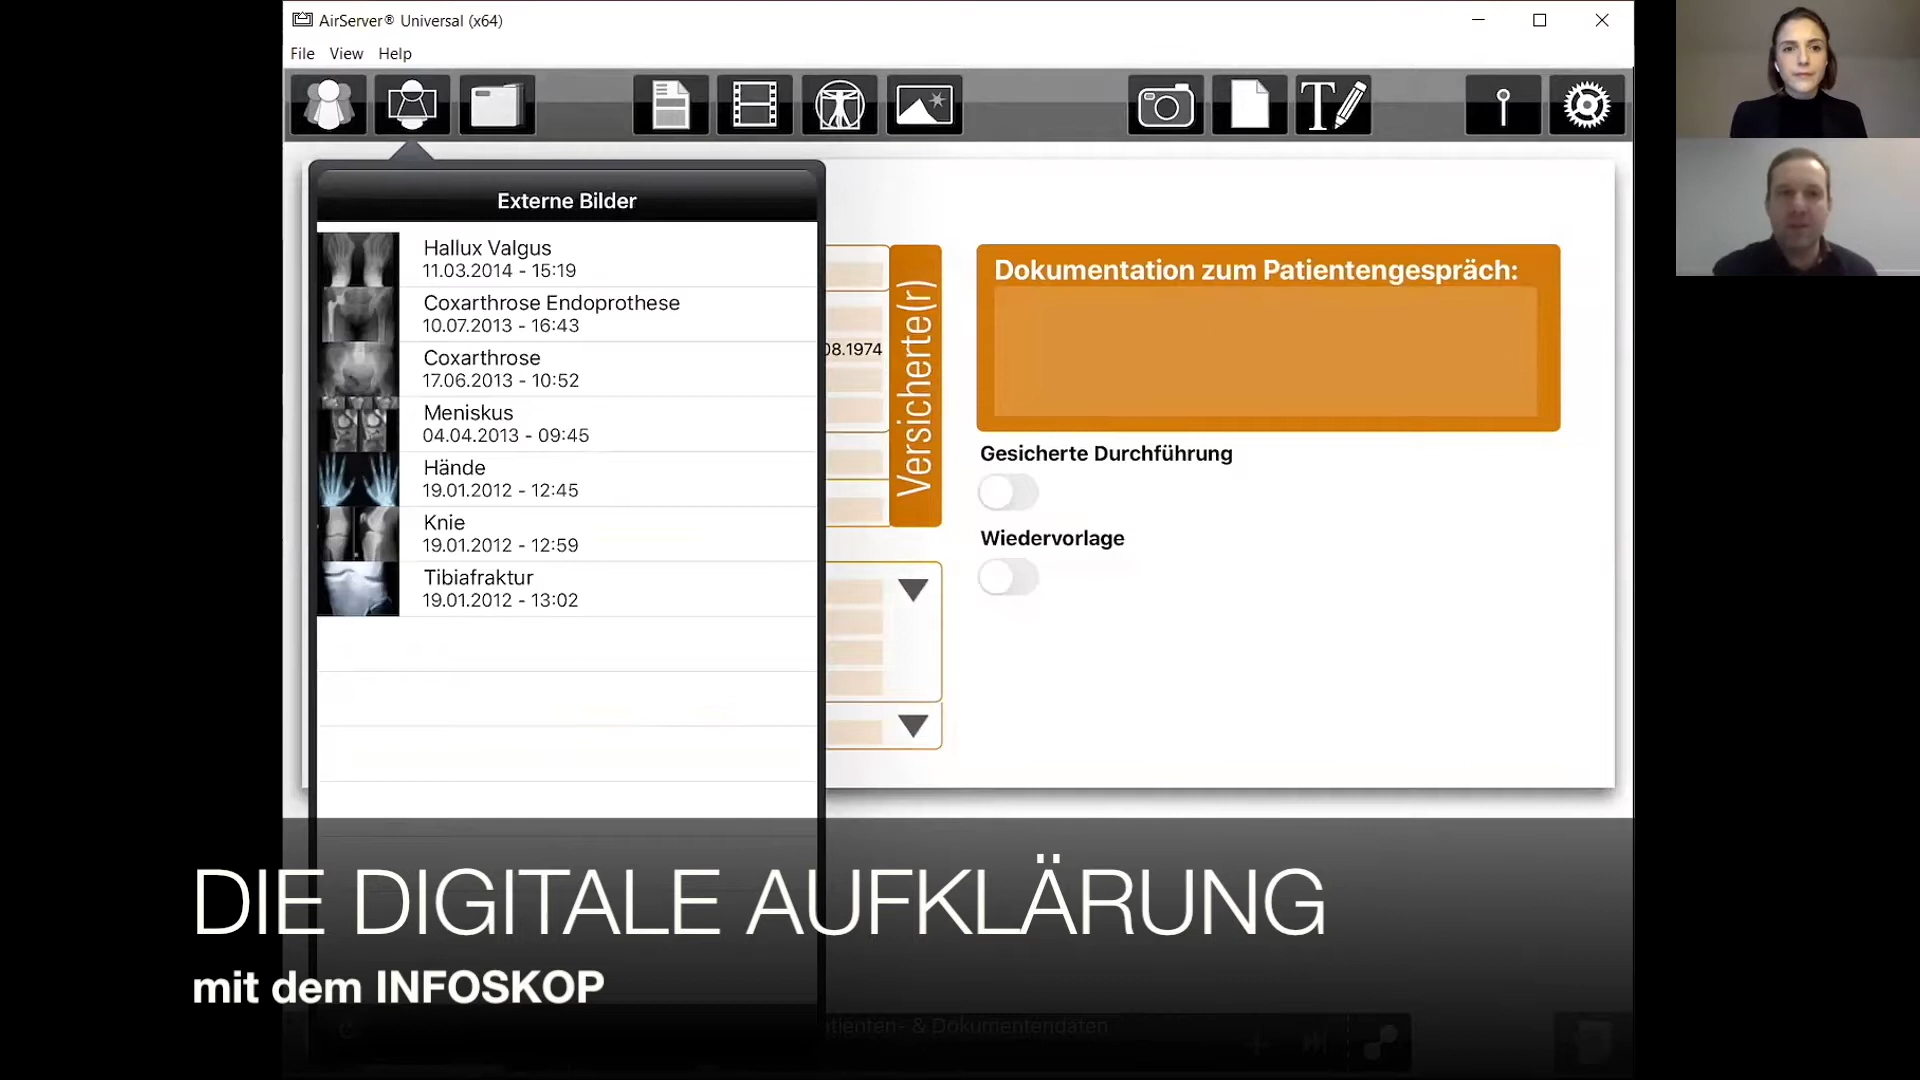 AirServer® Universal (x64)
File View Help
Externe Bilder
Hallux Valgus
11.03.2014 - 15:19
Coxarthrose Endoprothese
10.07.2013 - 16:43
Coxarthrose
17.06.2013 - 10:52
Meniskus
04.04.2013 - 09:45
Hände
19.01.2012 - 12:45
Knie
19.01.2012 - 12:59
Tibiafraktur
19.01.2012 - 13:02
08.1974
Versicherte(r)
Dokumentation zum Patientengespräch:
Gesicherte Durchführung
Wiedervorlage
DIE DIGITALE AUFKLÄRUNG
mit dem INFOSKOP
& Dokumentendaten